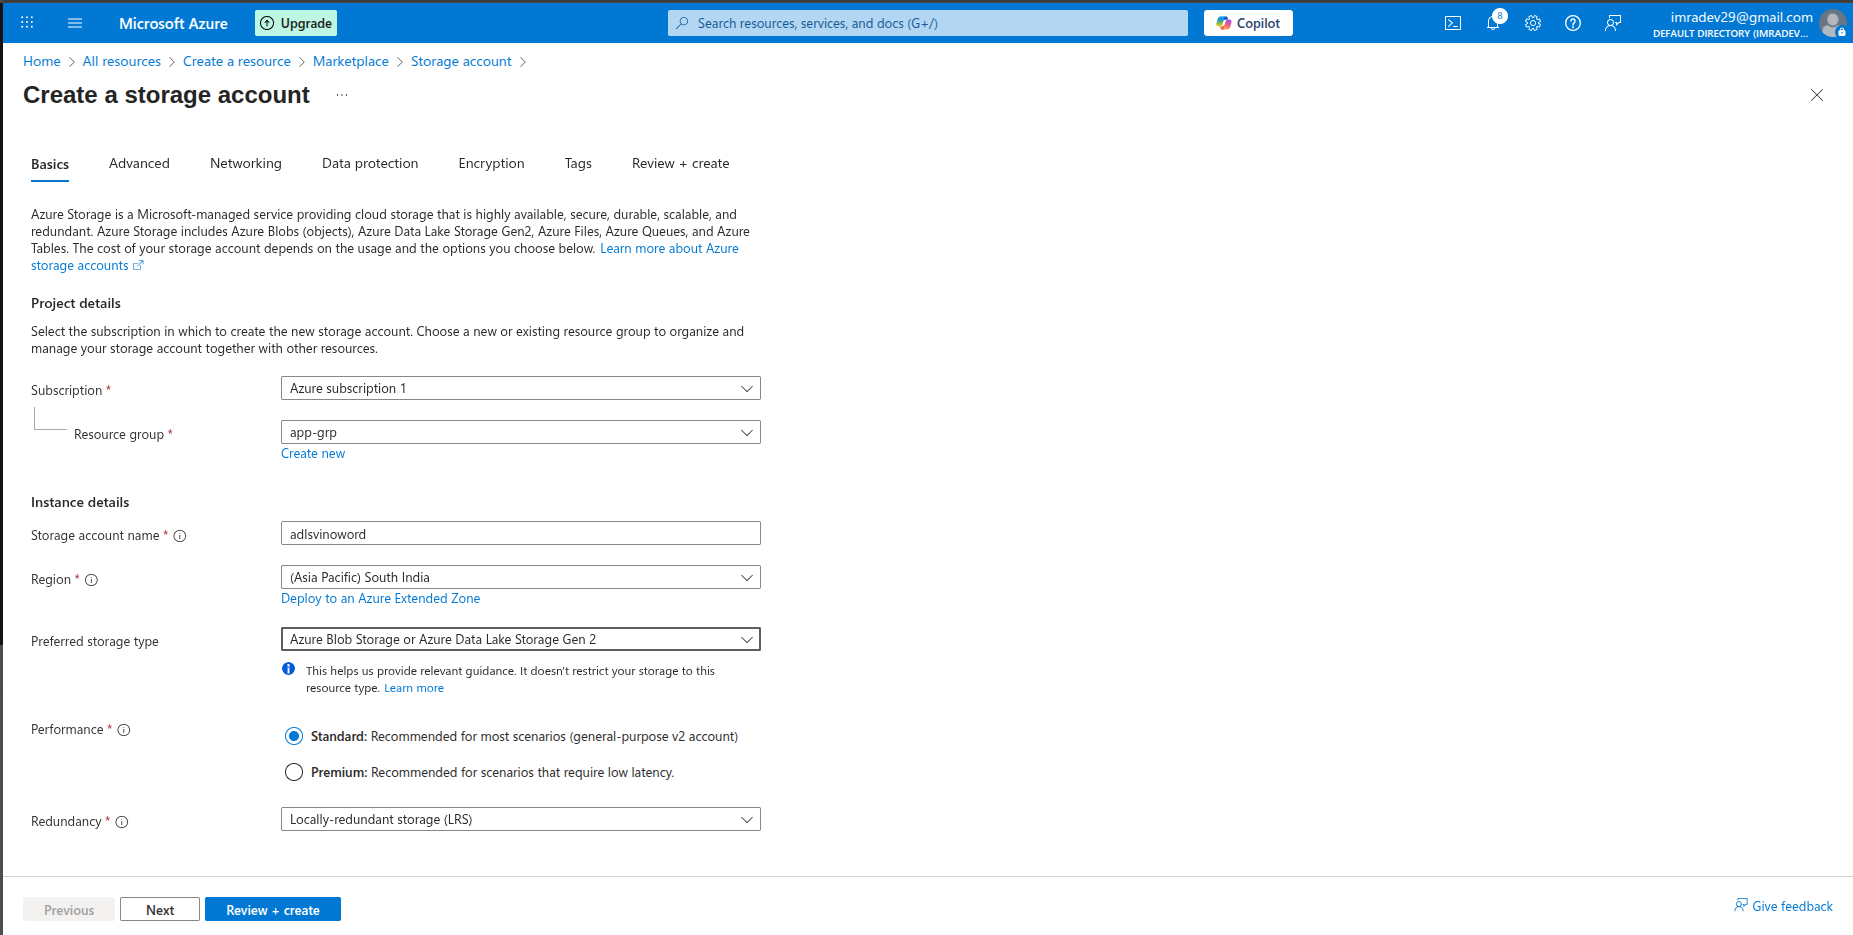 Microsoft Azure
Upgrade
Search resources, services, and docs (G+/)
Copilot
8
imradev29@gmail.com
DEFAULT DIRECTORY (IMRADEV...
Home > All resources > Create a resource > Marketplace > Storage account >
Create a storage account ...
Basics Advanced Networking Data protection Encryption Tags Review + create
Azure Storage is a Microsoft-managed service providing cloud storage that is highly available, secure, durable, scalable, and
redundant. Azure Storage includes Azure Blobs (objects), Azure Data Lake Storage Gen2, Azure Files, Azure Queues, and Azure
Tables. The cost of your storage account depends on the usage and the options you choose below. Learn more about Azure
storage accounts
Project details
Select the subscription in which to create the new storage account. Choose a new or existing resource group to organize and
manage your storage account together with other resources.
Subscription * Azure subscription 1
Resource group * app-grp
Create new
Instance details
Storage account name * adlsvinoword
Region * (Asia Pacific) South India
Deploy to an Azure Extended Zone
Preferred storage type Azure Blob Storage or Azure Data Lake Storage Gen 2
This helps us provide relevant guidance. It doesn't restrict your storage to this
resource type. Learn more
Performance *
Standard: Recommended for most scenarios (general-purpose v2 account)
Premium: Recommended for scenarios that require low latency.
Redundancy * Locally-redundant storage (LRS)
Previous Next Review + create
Give feedback